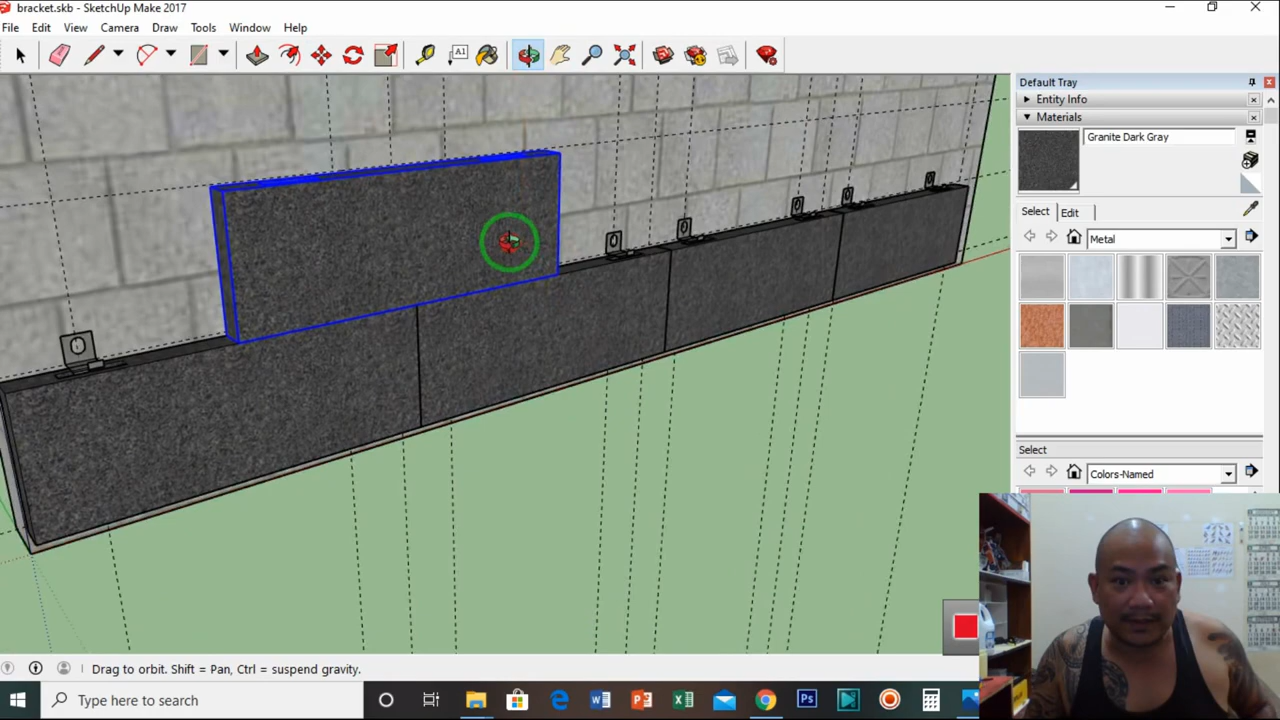 bracket.skb - SketchUp Make 2017
File Edit View Camera Draw Tools Window Help
A1
Default Tray
Entity Info
Materials
Granite Dark Gray
Select Edit
Metal
Select
Colors-Named
Drag to orbit. Shift = Pan, Ctrl = suspend gravity.
Type here to search
Ps